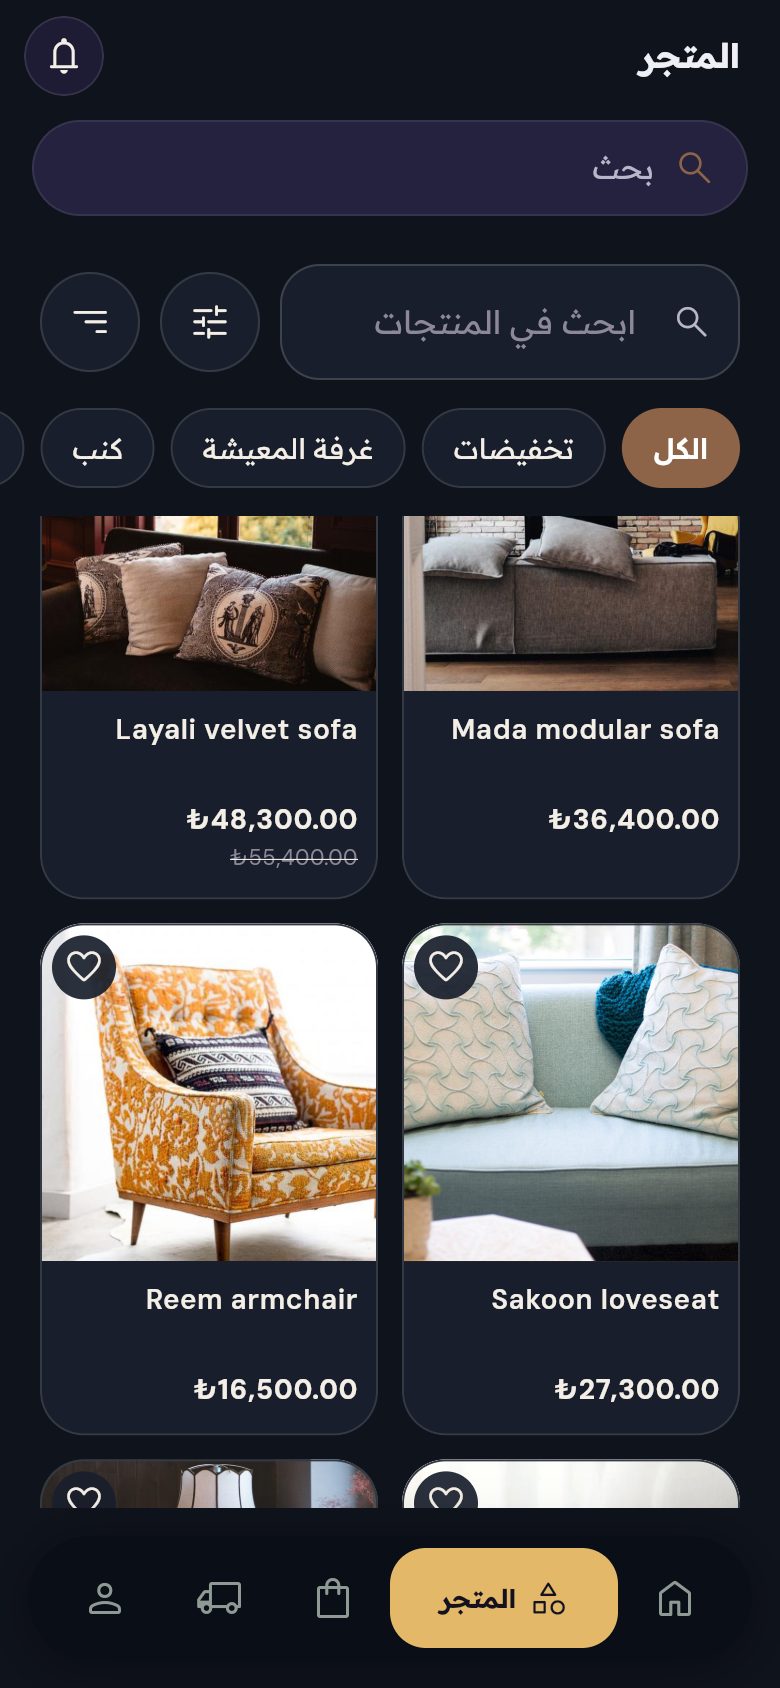 المتجر
بحث
ابحث في المنتجات
الكل
تخفيضات
غرفة المعيشة
كنب
Mada modular sofa
₺36,400.00
Layali velvet sofa
₺48,300.00
₺55,400.00
Sakoon loveseat
₺27,300.00
Reem armchair
₺16,500.00
المتجر